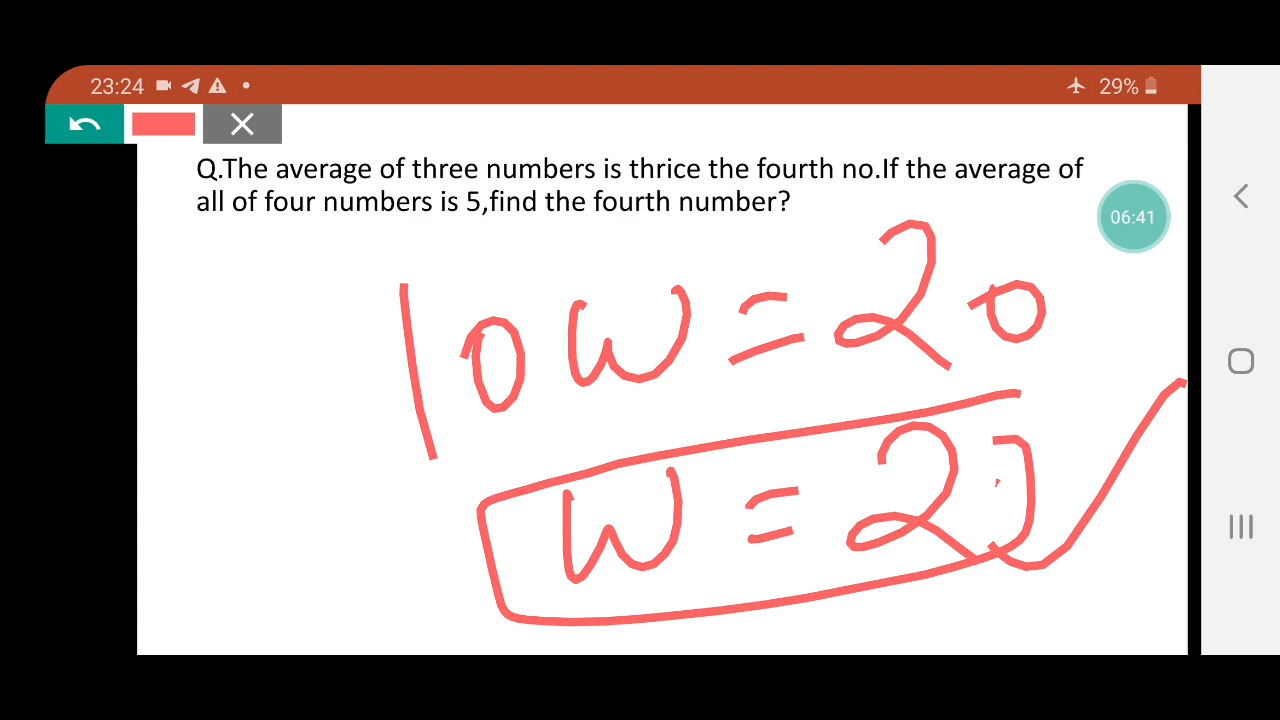 23:24
29%
Q.The average of three numbers is thrice the fourth no.If the average of
all of four numbers is 5,find the fourth number?
06:41
10w=20
w=2